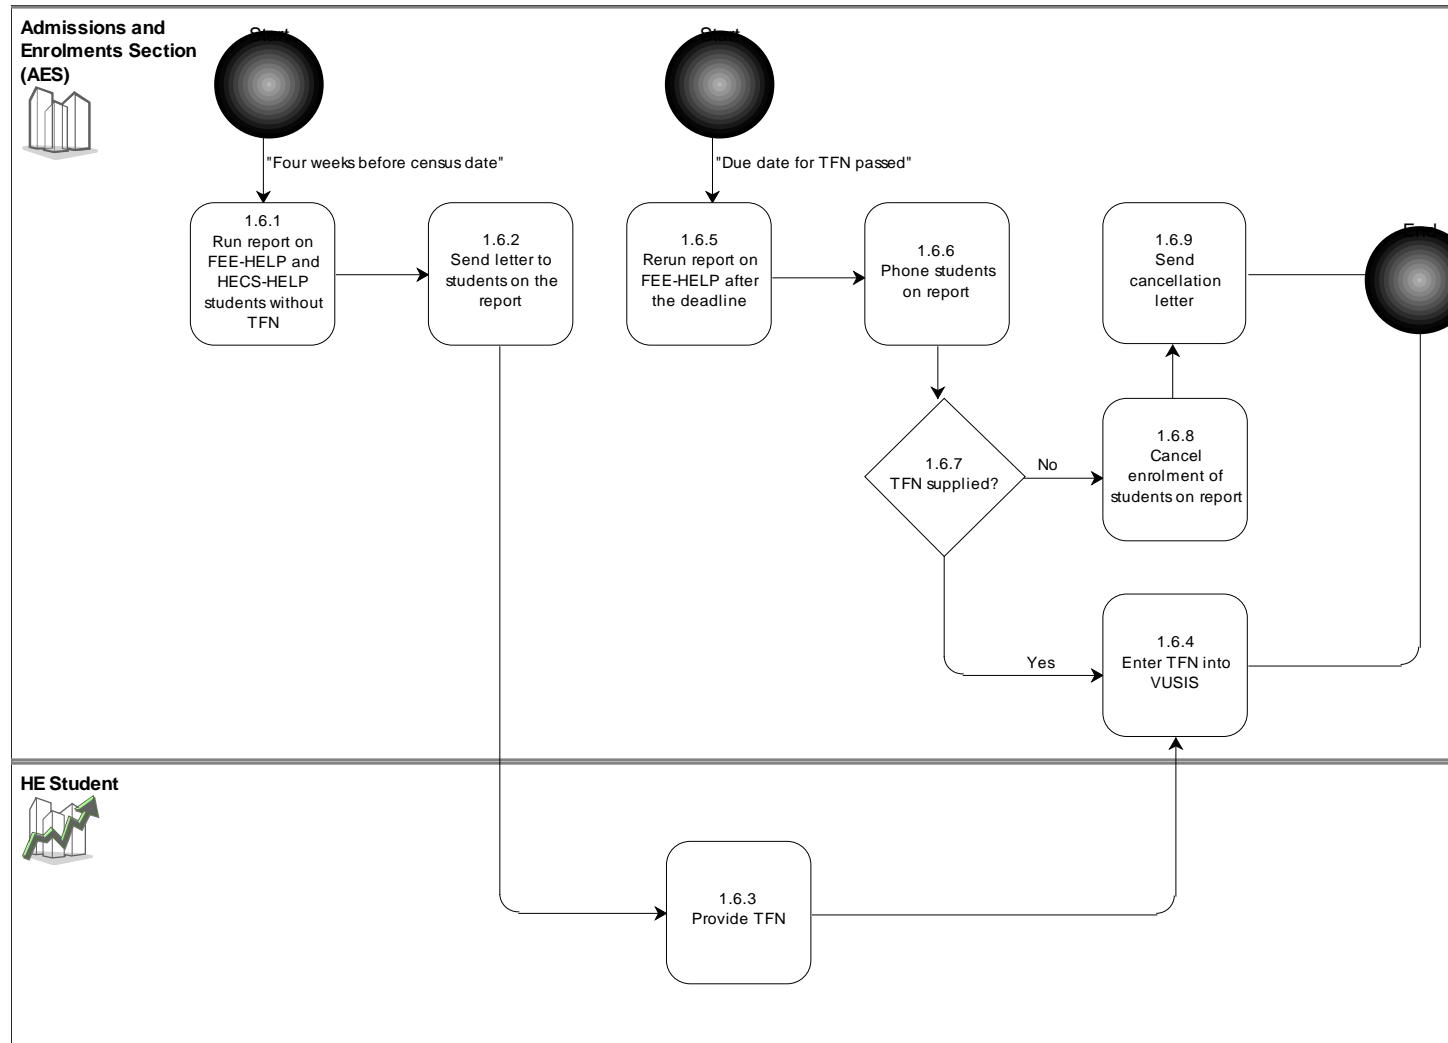 Admissions and
Enrolments Section
(AES)
Start
Start
"Four weeks before census date"
"Due date for TFN passed"
1.6.1
Run report on
FEE-HELP and
HECS-HELP
students without
TFN
1.6.2
Send letter to
students on the
report
1.6.5
Rerun report on
FEE-HELP after
the deadline
1.6.6
Phone students
on report
1.6.9
Send
cancellation
letter
End
1.6.7
TFN supplied?
No
1.6.8
Cancel
enrolment of
students on report
Yes
1.6.4
Enter TFN into
VUSIS
HE Student
1.6.3
Provide TFN